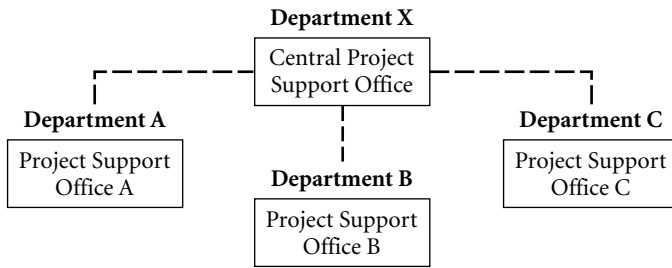 Department X
Central Project
Support Office
Department A
Project Support
Office A
Department B
Project Support
Office B
Department C
Project Support
Office C